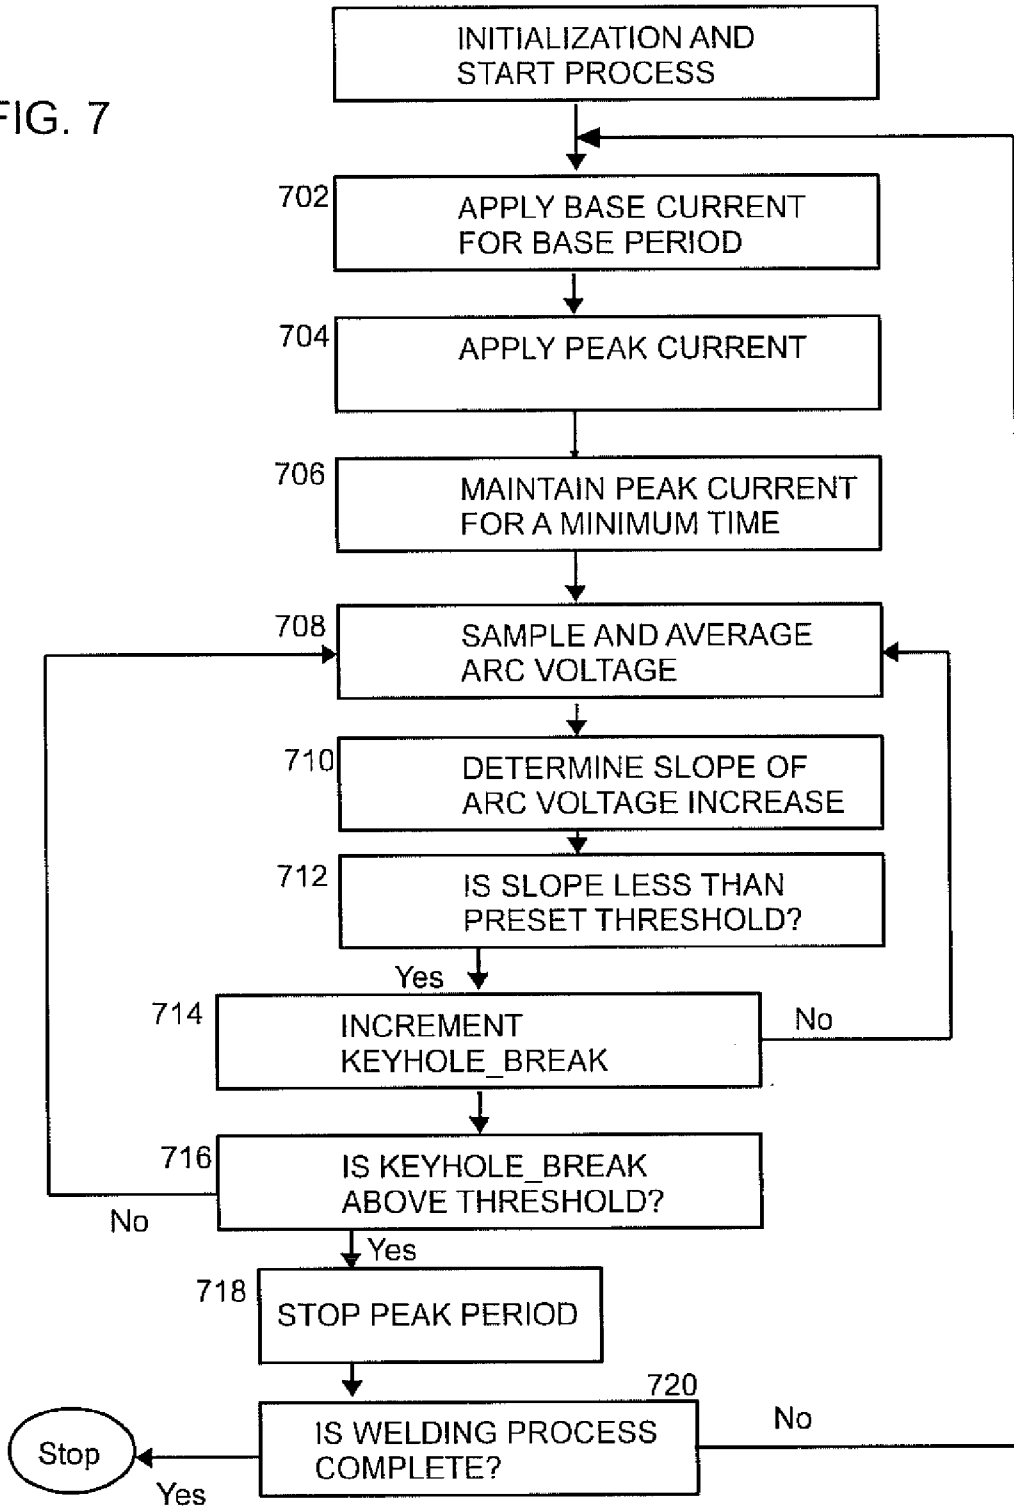 INITIALIZATION AND
START PROCESS
FIG. 7
702
APPLY BASE CURRENT
FOR BASE PERIOD
704
APPLY PEAK CURRENT
706
MAINTAIN PEAK CURRENT
FOR A MINIMUM TIME
708
SAMPLE AND AVERAGE
ARC VOLTAGE
710
DETERMINE SLOPE OF
ARC VOLTAGE INCREASE
712
IS SLOPE LESS THAN
PRESET THRESHOLD?
Yes
714
INCREMENT
KEYHOLE_BREAK
No
716
IS KEYHOLE_BREAK
ABOVE THRESHOLD?
No
Yes
718
STOP PEAK PERIOD
720
IS WELDING PROCESS
COMPLETE?
No
Stop
Yes